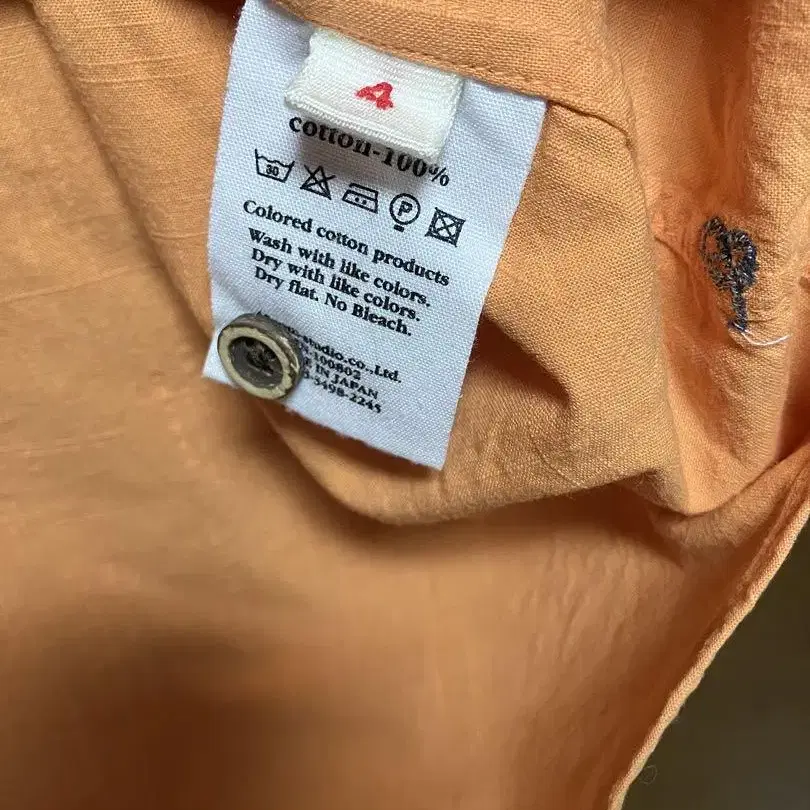 4
cotton-100%
30
P
Colored cotton products
Wash with like colors.
Dry with like colors.
Dry flat. No Bleach.
studio.co.,Ltd.
100802
IN JAPAN
3498-2245